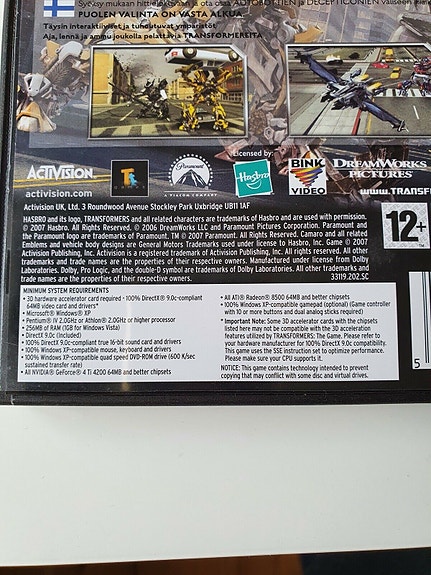 PUOLEN VALINTA ON VASTA ALKUA
Täysin interaktiiviset ja tuhoutuvat ympäristöt
Aja, lennä ja ammu joukolla pelattavia TRANSFORMEREITA
Licensed by:
ACTIVISION
Paramount
A VIACOM COMPANY
Hasbro
BINK
VIDEO
DREAMWORKS
PICTURES
activision.com
www.TRANSF
Activision UK, Ltd. 3 Roundwood Avenue Stockley Park Uxbridge UB11 1AF
HASBRO and its logo, TRANSFORMERS and all related characters are trademarks of Hasbro and are used with permission.
© 2007 Hasbro. All Rights Reserved. © 2006 DreamWorks LLC and Paramount Pictures Corporation. Paramount and
the Paramount logo are trademarks of Paramount. TM © 2007 Paramount. All Rights Reserved. Camaro and all related
Emblems and vehicle body designs are General Motors Trademarks used under license to Hasbro, Inc. Game © 2007
Activision Publishing, Inc. Activision is a registered trademark of Activision Publishing, Inc. All rights reserved. All other
trademarks and trade names are the properties of their respective owners. Manufactured under license from Dolby
Laboratories. Dolby, Pro Logic, and the double-D symbol are trademarks of Dolby Laboratories. All other trademarks and
trade names are the properties of their respective owners.
33119.202.SC
12+
MINIMUM SYSTEM REQUIREMENTS
• 3D hardware accelerator card required - 100% DirectX® 9.0c-compliant
64MB video card and drivers*
• Microsoft® Windows® XP
• Pentium® IV 2.0GHz or Athlon® 2.0GHz or higher processor
• 256MB of RAM (1GB for Windows Vista)
• DirectX® 9.0c (included)
• 100% DirectX® 9.0c-compliant true 16-bit sound card and drivers
• 100% Windows XP-compatible mouse, keyboard and drivers
• 100% Windows XP-compatible quad speed DVD-ROM drive (600 K/sec
sustained transfer rate)
• All NVIDIA® GeForce® 4 Ti 4200 64MB and better chipsets
• All ATI® Radeon® 8500 64MB and better chipsets
• 100% Windows XP-compatible gamepad (optional) (Game controller
with 10 or more buttons and dual analog sticks required)
* Important Note: Some 3D accelerator cards with the chipsets
listed here may not be compatible with the 3D acceleration
features utilized by TRANSFORMERS: The Game. Please refer to
your hardware manufacturer for 100% DirectX 9.0c compatibility.
This game uses the SSE instruction set to optimize performance.
Please make sure your CPU supports it.
NOTICE: This game contains technology intended to prevent
copying that may conflict with some disc and virtual drives.
5